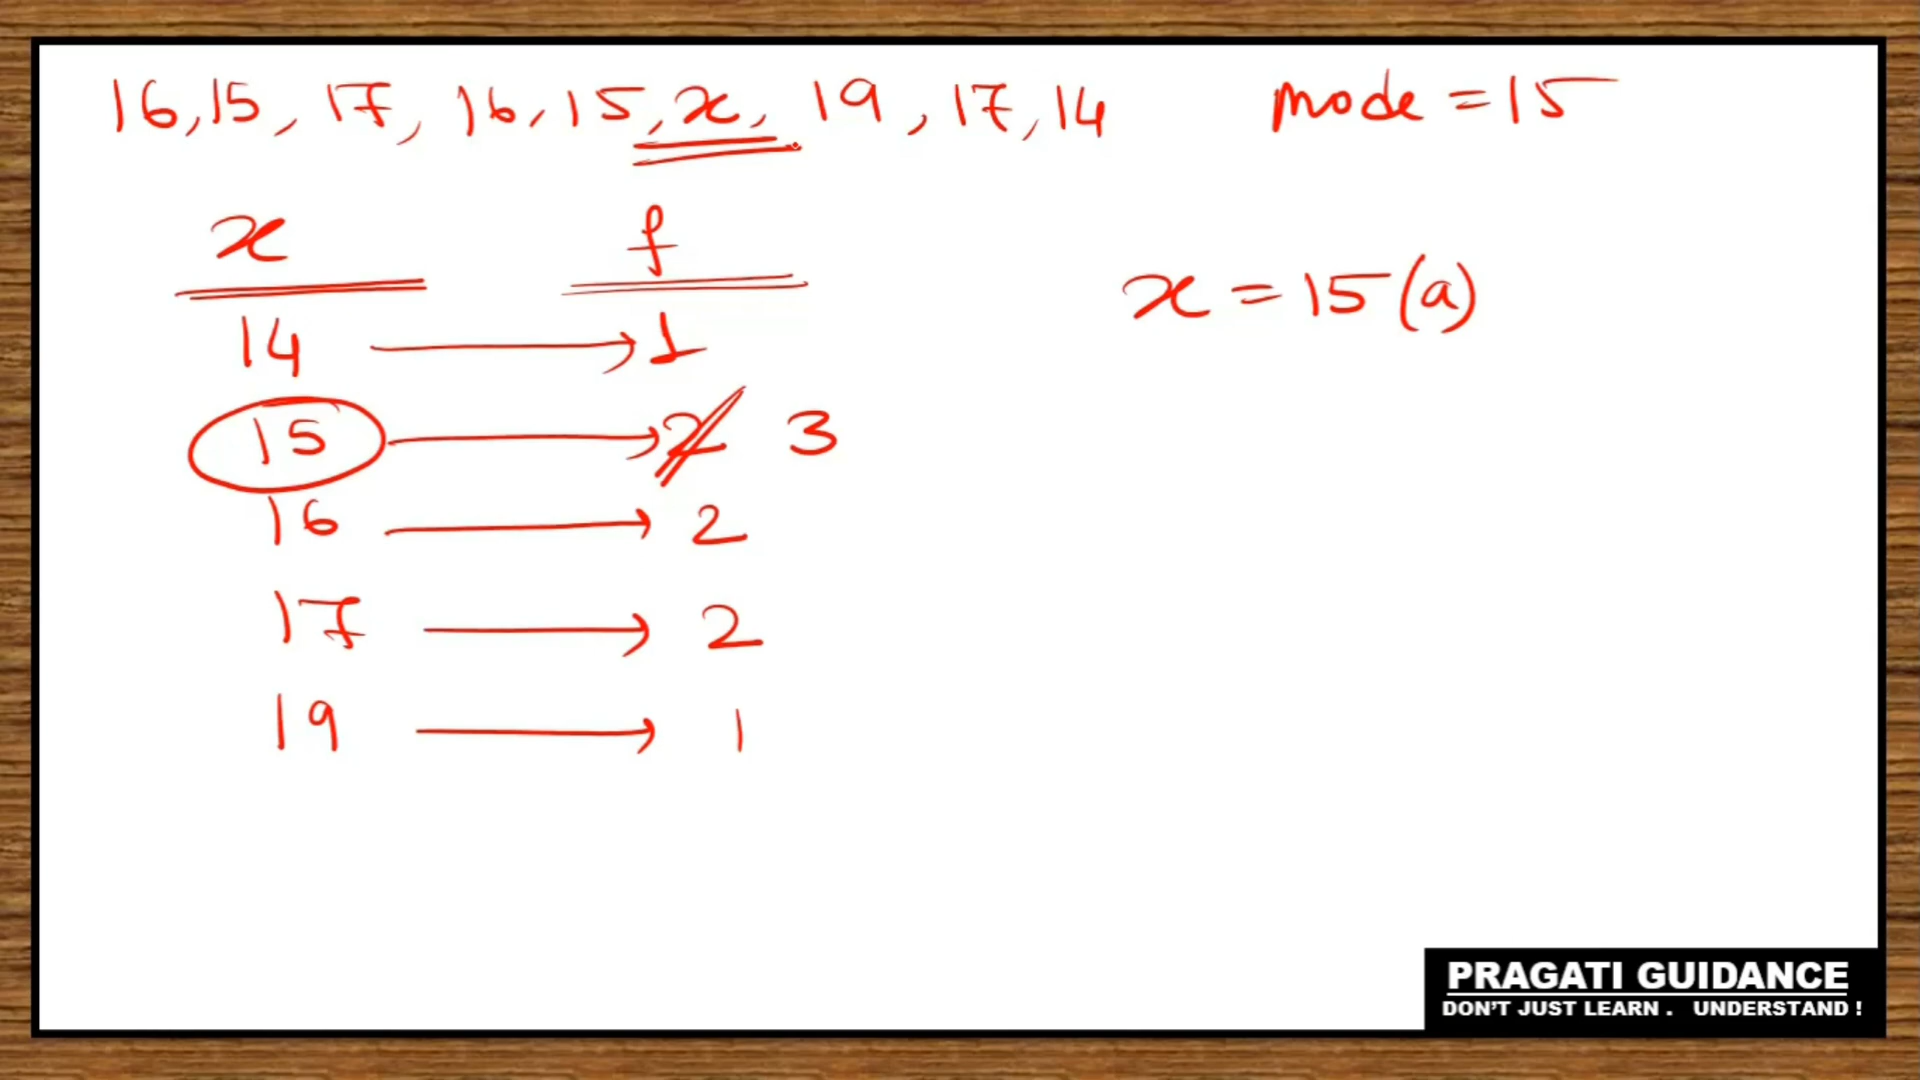 16, 15, 17, 16, 15, x, 19, 17, 14 mode = 15
x f
x = 15 (a)
14 → 1
15 → 2 3
16 → 2
17 → 2
19 → 1
PRAGATI GUIDANCE
DON'T JUST LEARN. UNDERSTAND!